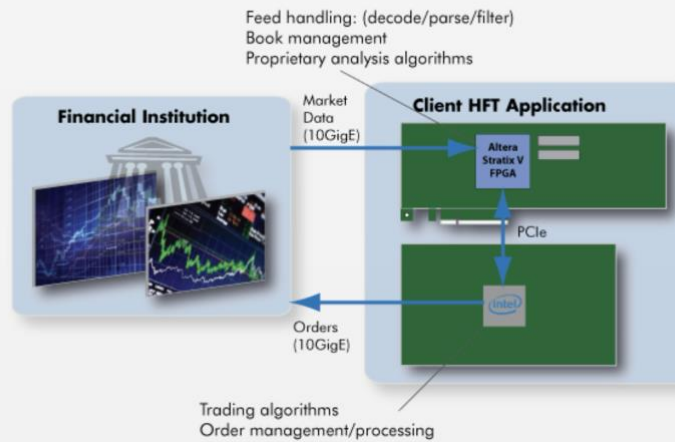 Feed handling: (decode/parse/filter)
Book management
Proprietary analysis algorithms
Financial Institution
Market
Data
(10GigE)
Client HFT Application
Altera
Stratix V
FPGA
PCIe
intel
Orders
(10GigE)
Trading algorithms
Order management/processing